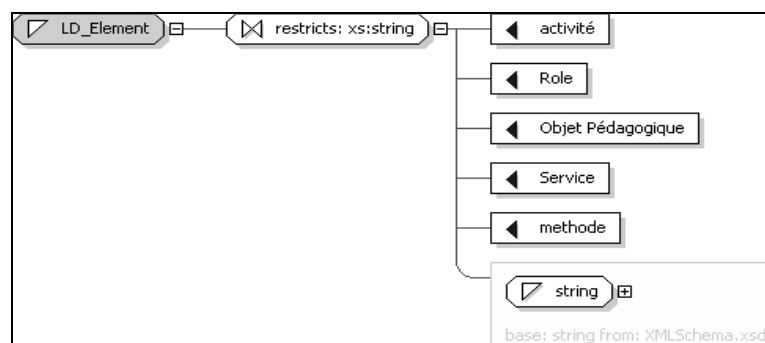 LD_Element
restricts: xs:string
activité
Role
Objet Pédagogique
Service
methode
string
base: string from: XMLSchema.xsd